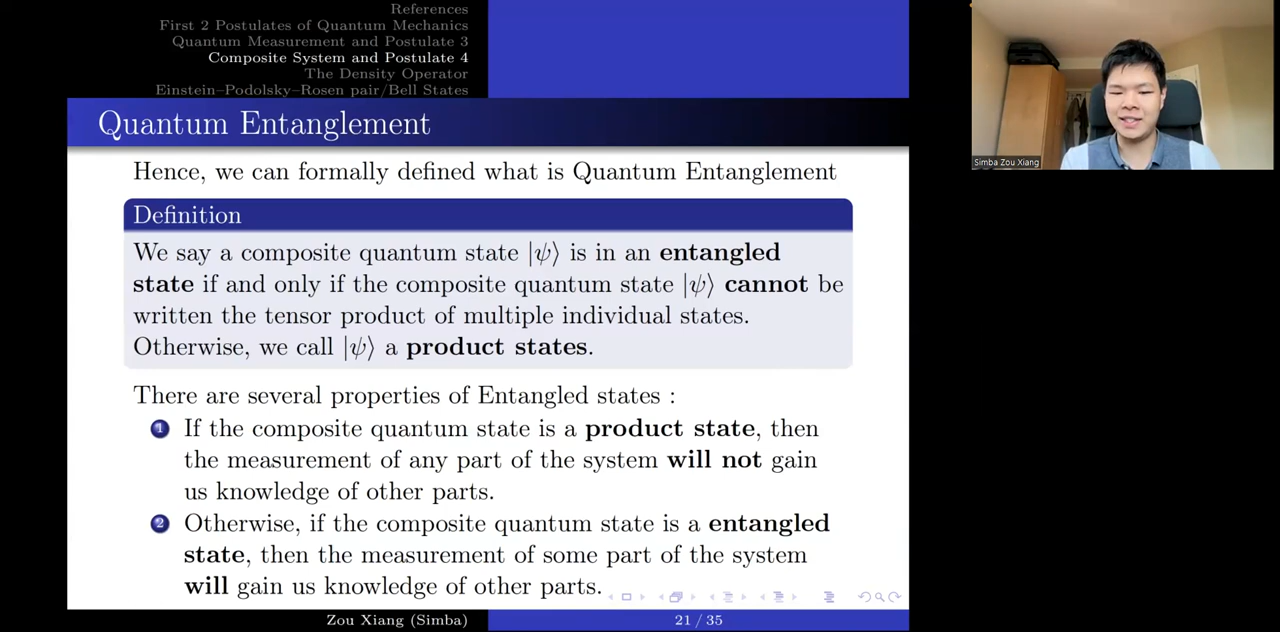 References
First 2 Postulates of Quantum Mechanics
Quantum Measurement and Postulate 3
Composite System and Postulate 4
The Density Operator
Einstein–Podolsky–Rosen pair/Bell States
Quantum Entanglement
Hence, we can formally defined what is Quantum Entanglement
Definition
We say a composite quantum state |ψ⟩ is in an entangled
state if and only if the composite quantum state |ψ⟩ cannot be
written the tensor product of multiple individual states.
Otherwise, we call |ψ⟩ a product states.
There are several properties of Entangled states :
1 If the composite quantum state is a product state, then
the measurement of any part of the system will not gain
us knowledge of other parts.
2 Otherwise, if the composite quantum state is a entangled
state, then the measurement of some part of the system
will gain us knowledge of other parts.
Zou Xiang (Simba)
21 / 35
Simba Zou Xiang